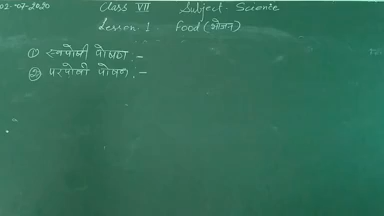 02-07-2020 Class VII Subject - Science
Lesson 1. Food (भोजन)
① स्वपोषी पोषण :-
② परपोषी पोषण :-